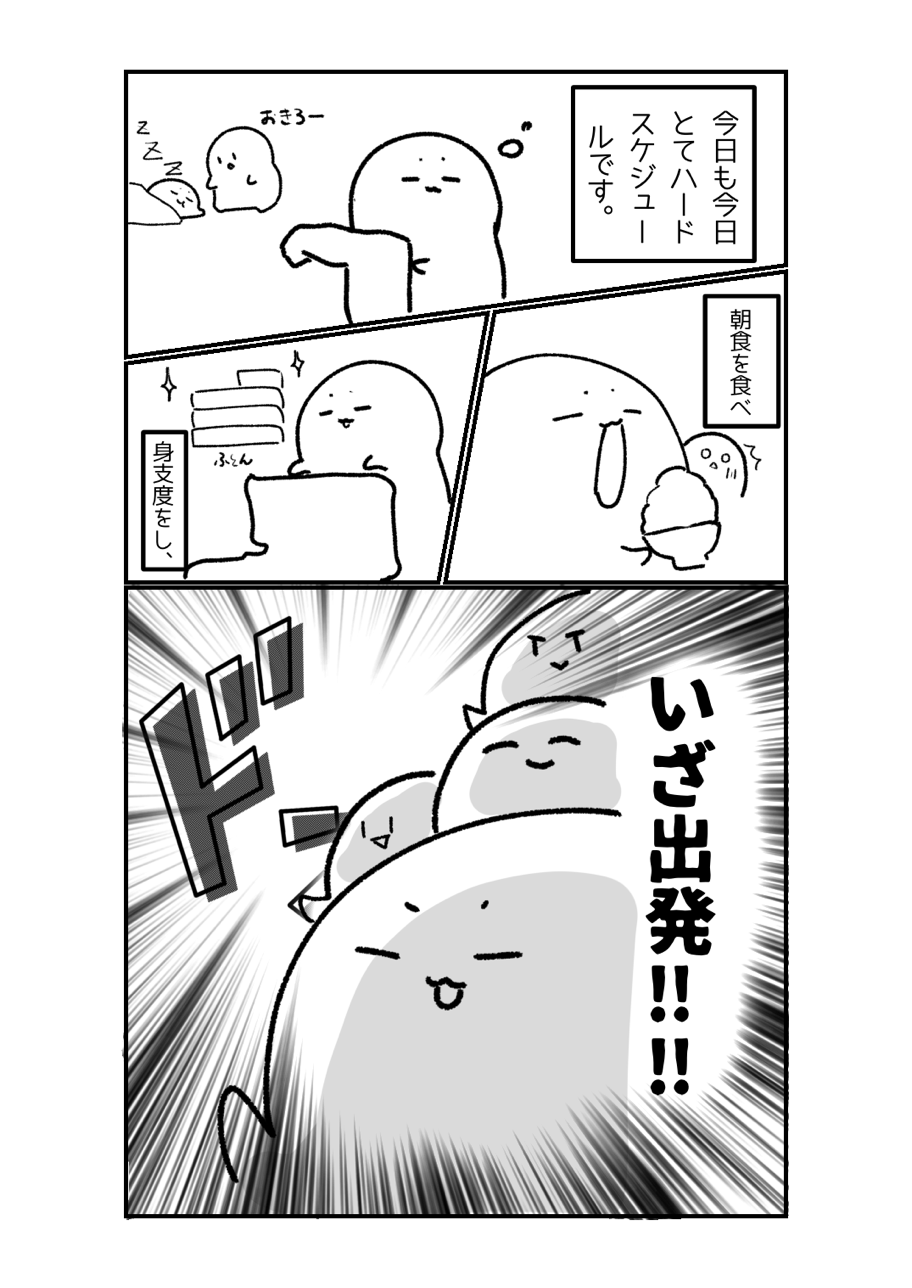 今日も今日
とてハード
スケジュー
ルです。
おきろー
z
z
z
z
朝食を食べ
身支度をし、
ふとん
いざ出発!!!!
ドーン